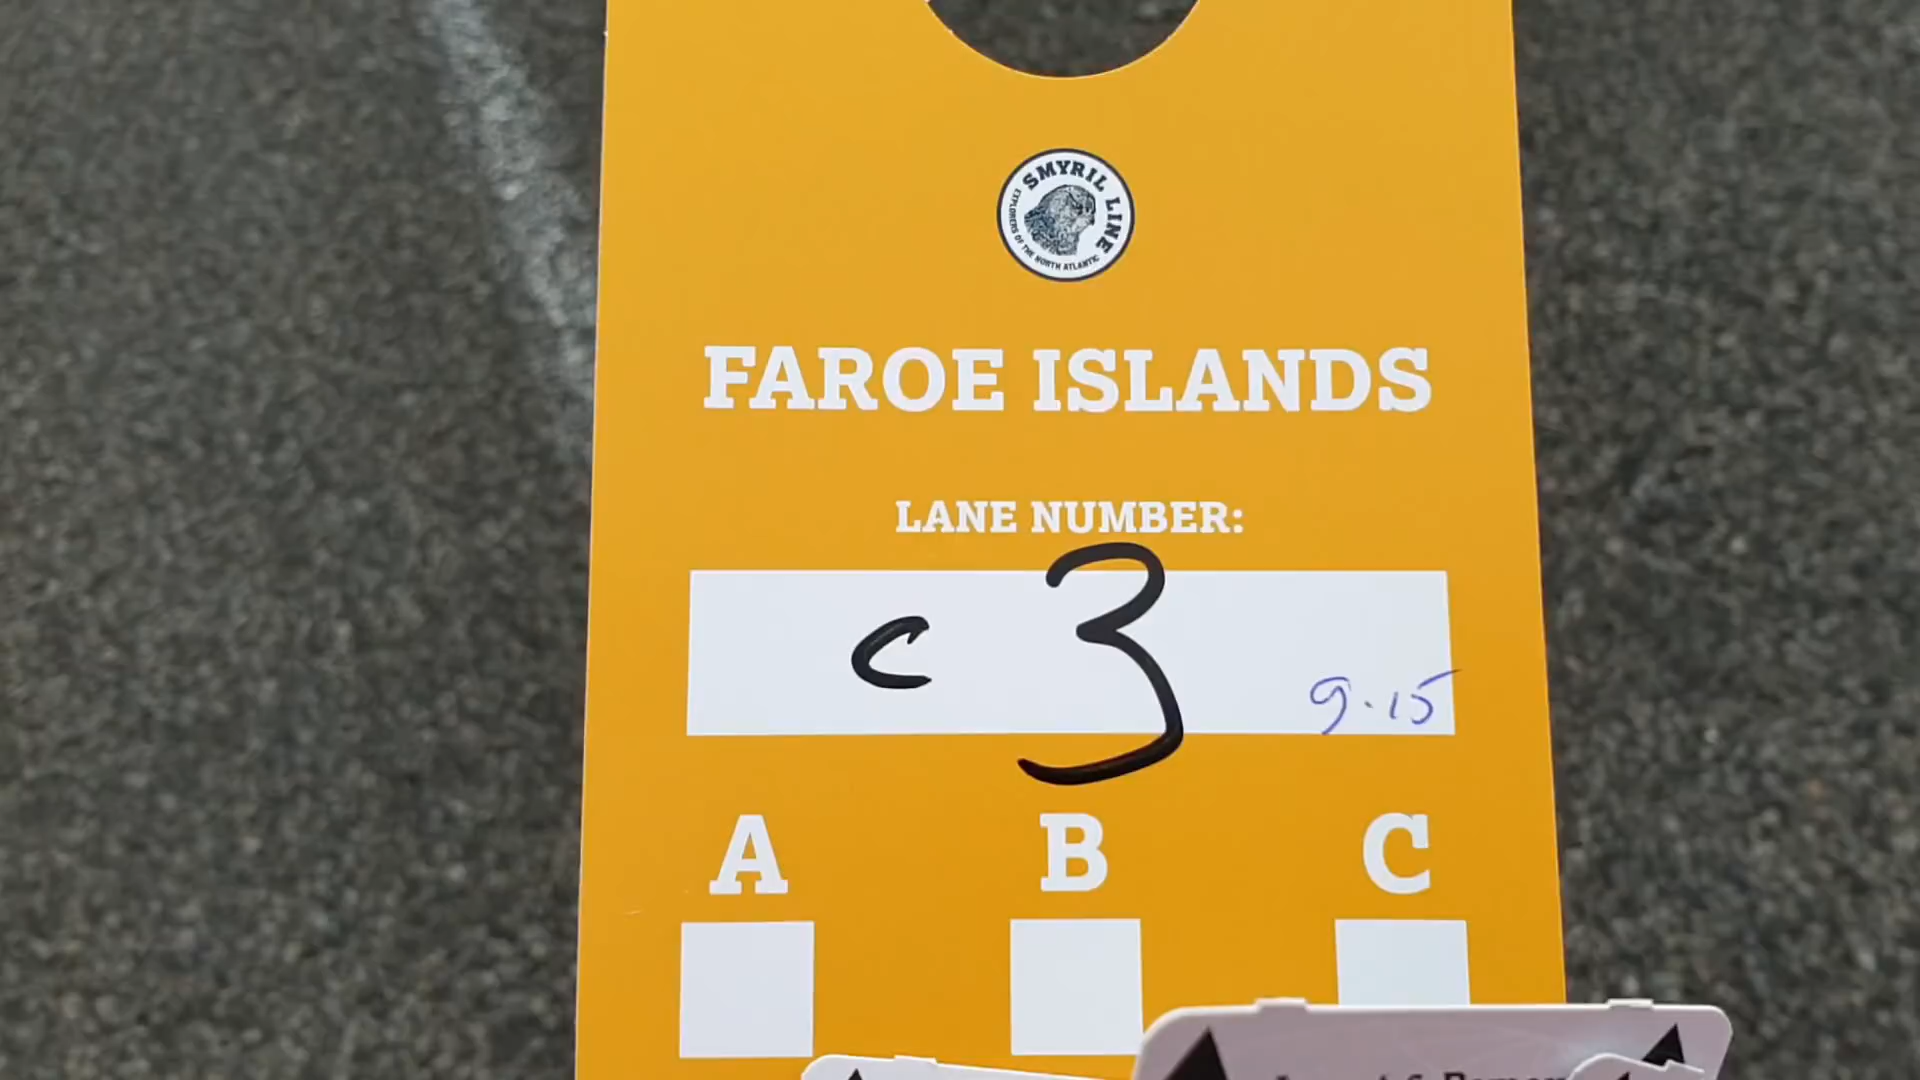 SMYRIL LINE
EXPLORERS OF THE NORTH ATLANTIC
FAROE ISLANDS
LANE NUMBER:
C 3
9.15
A B C